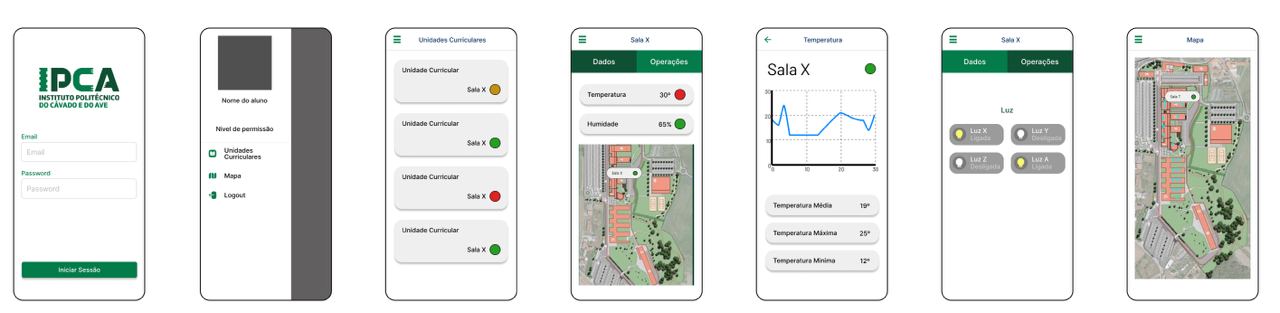 IPCA
INSTITUTO POLITÉCNICO
DO CÁVADO E DO AVE
Email
Email
Password
Password
Iniciar Sessão
Nome do aluno
Nível de permissão
Unidades
Curriculares
Mapa
Logout
Unidades Curriculares
Unidade Curricular
Sala X
Unidade Curricular
Sala X
Unidade Curricular
Sala X
Unidade Curricular
Sala X
Sala X
Dados
Operações
Temperatura
30º
Humidade
65%
Sala X
Temperatura
Sala X
30
20
10
0
0
10
20
30
Temperatura Média
19º
Temperatura Máxima
25º
Temperatura Mínima
12º
Sala X
Dados
Operações
Luz
Luz X
Ligada
Luz Y
Desligada
Luz Z
Desligada
Luz A
Ligada
Mapa